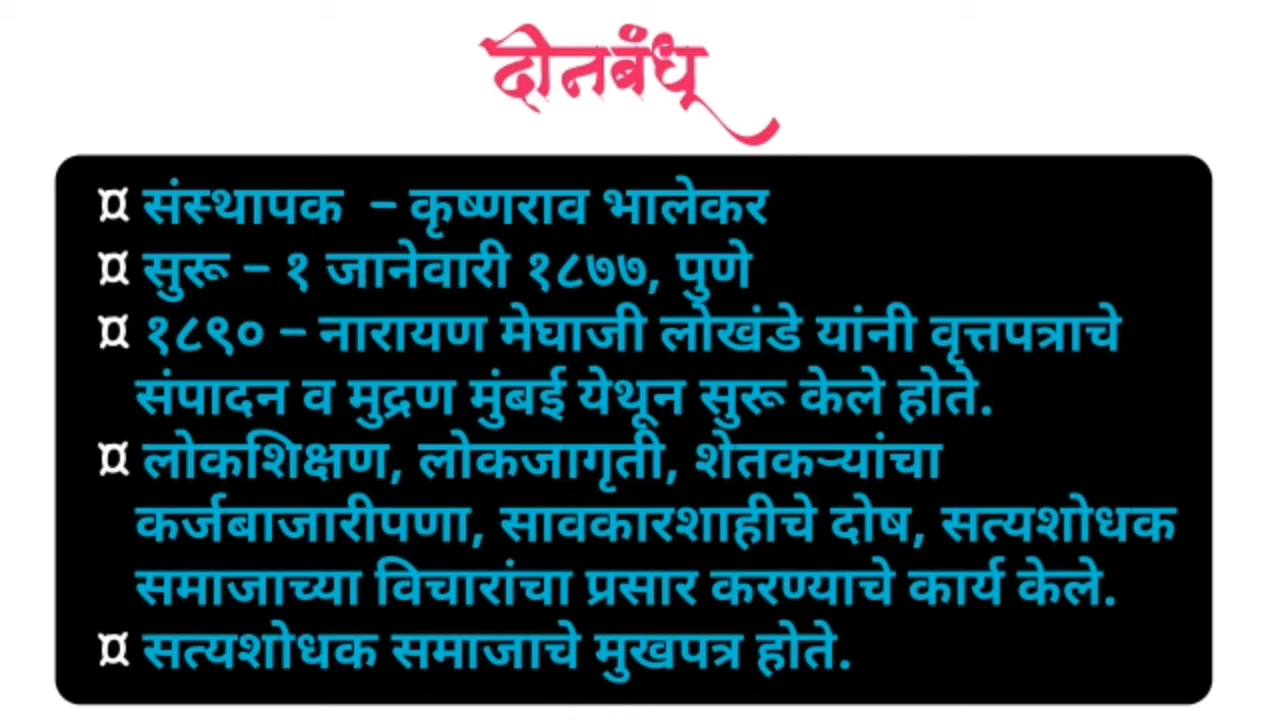 दीनबंधू
¤ संस्थापक – कृष्णराव भालेकर
¤ सुरू – १ जानेवारी १८७७, पुणे
¤ १८९० – नारायण मेघाजी लोखंडे यांनी वृत्तपत्राचे
संपादन व मुद्रण मुंबई येथून सुरू केले होते.
¤ लोकशिक्षण, लोकजागृती, शेतकऱ्यांचा
कर्जबाजारीपणा, सावकारशाहीचे दोष, सत्यशोधक
समाजाच्या विचारांचा प्रसार करण्याचे कार्य केले.
¤ सत्यशोधक समाजाचे मुखपत्र होते.